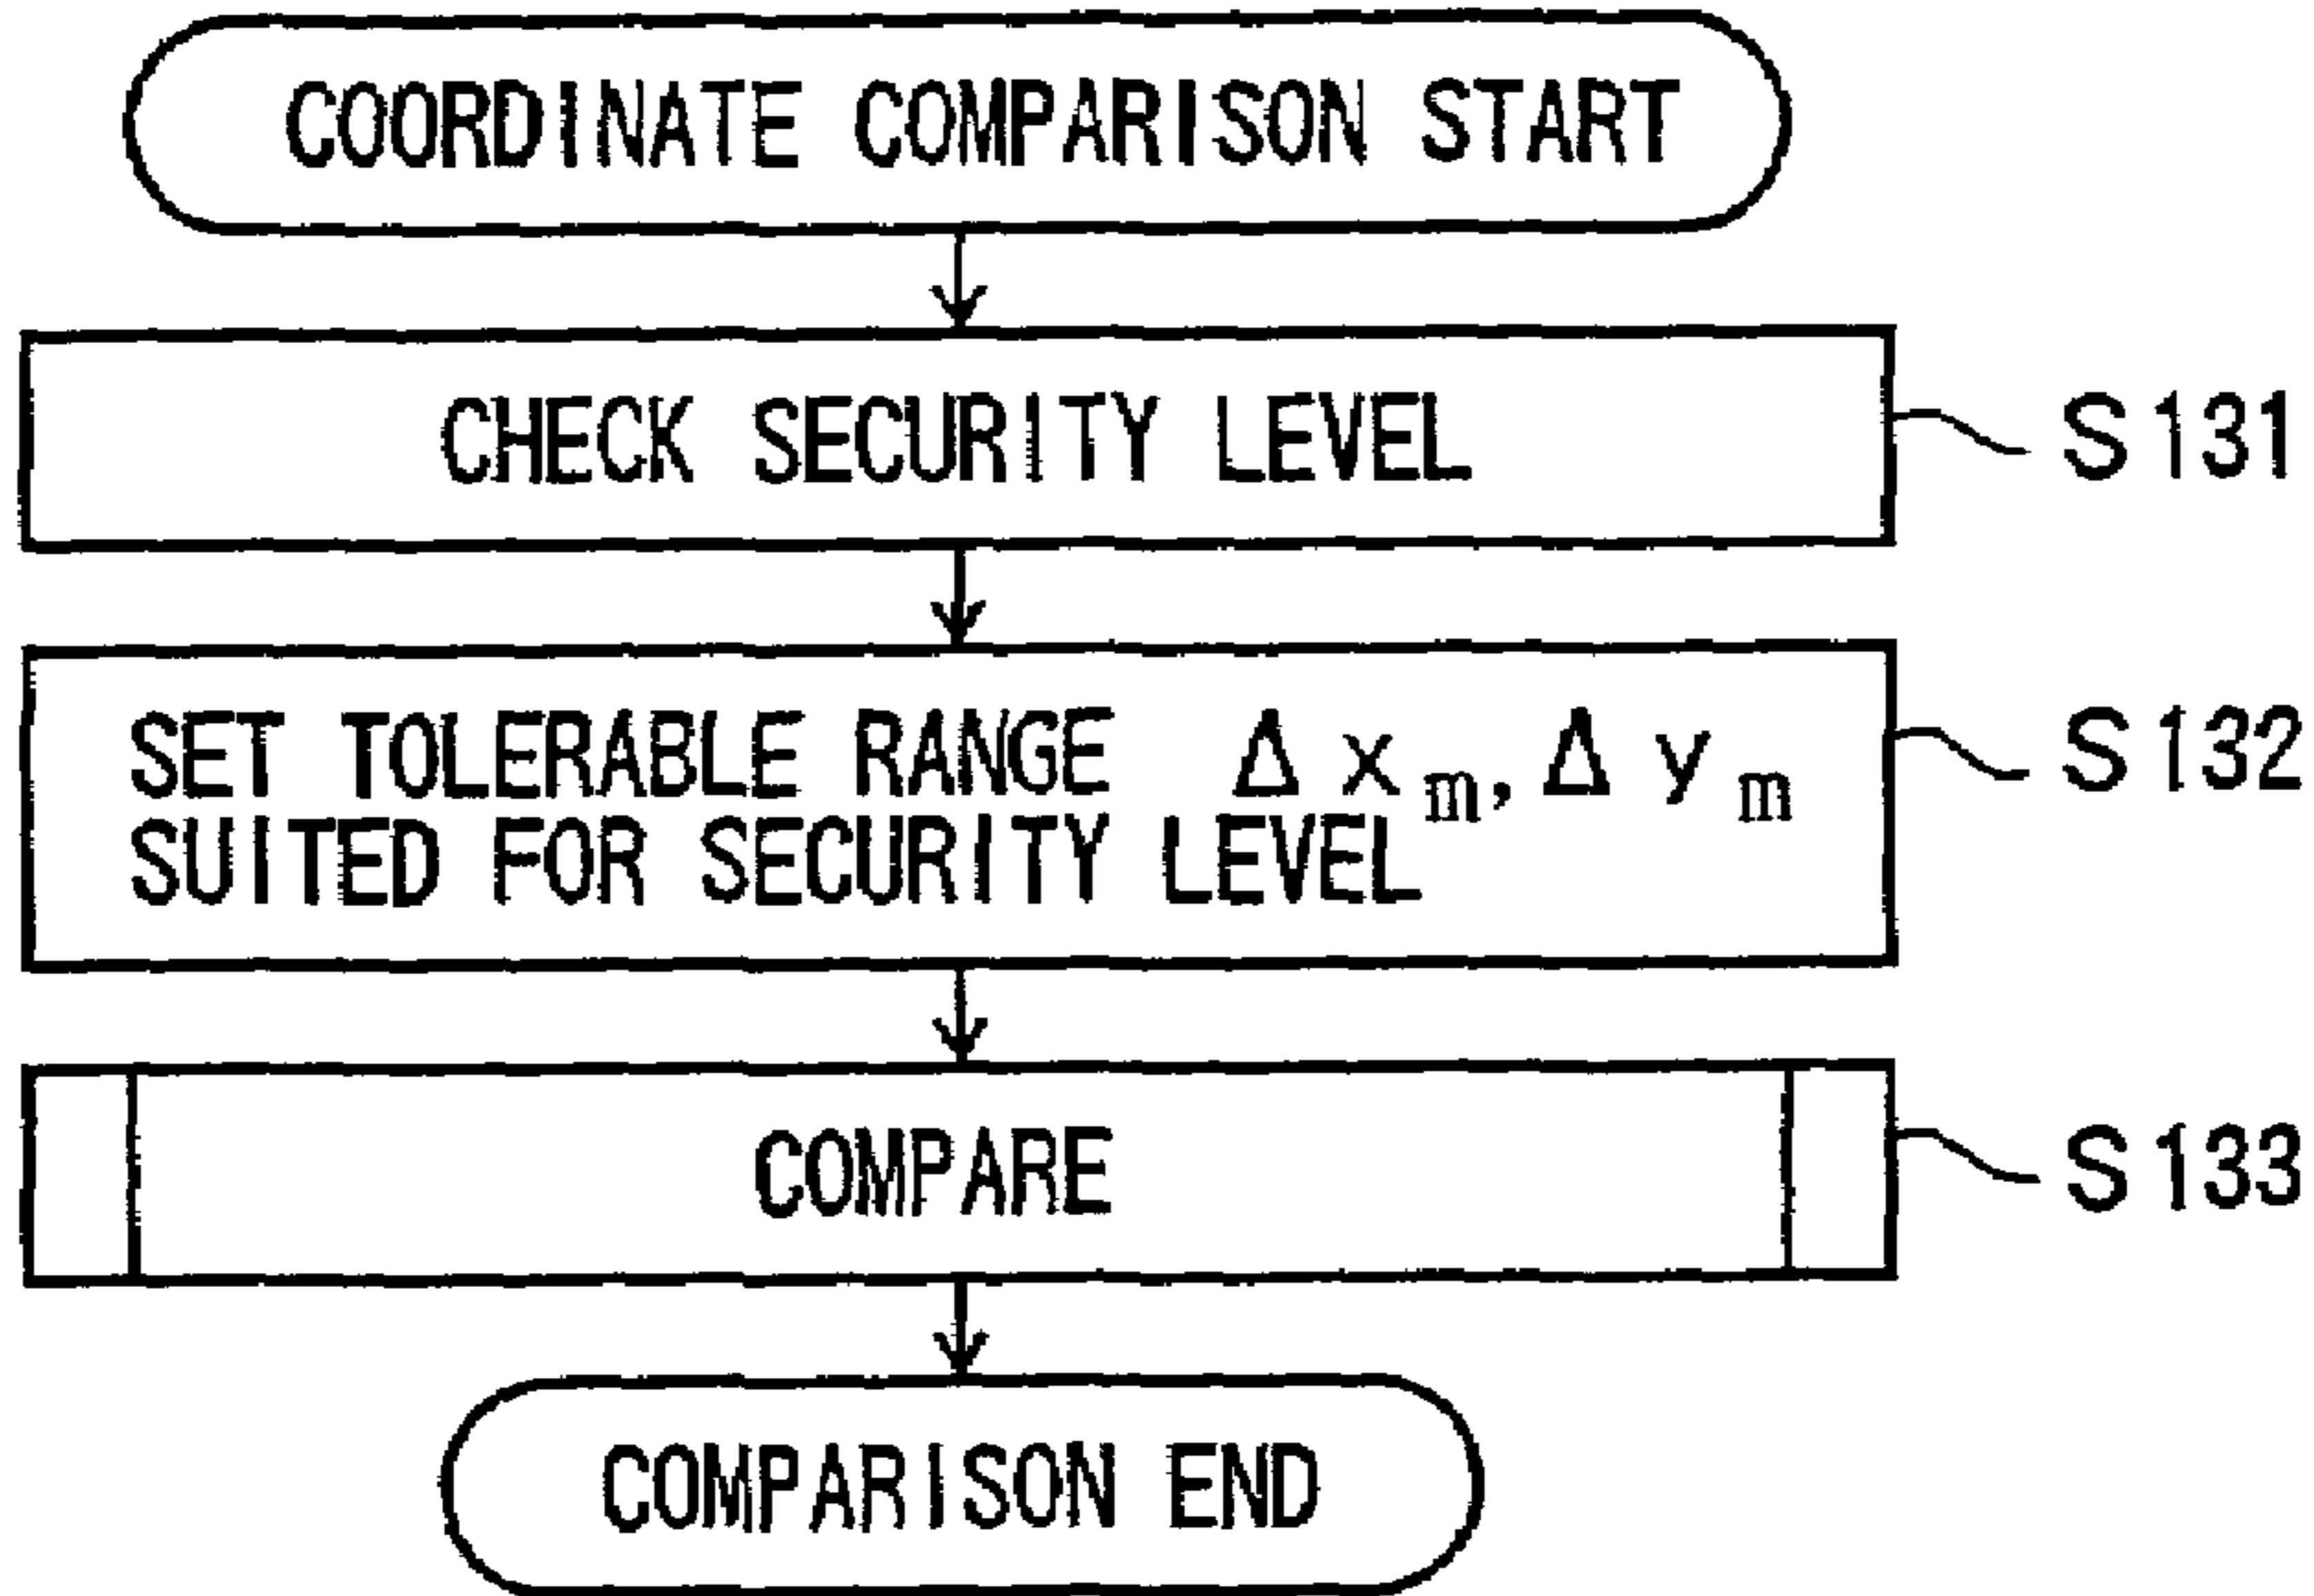 COORDINATE COMPARISON START
CHECK SECURITY LEVEL
S131
SET TOLERABLE RANGE Δxₘ, Δyₘ
SUITED FOR SECURITY LEVEL
S132
COMPARE
S133
COMPARISON END